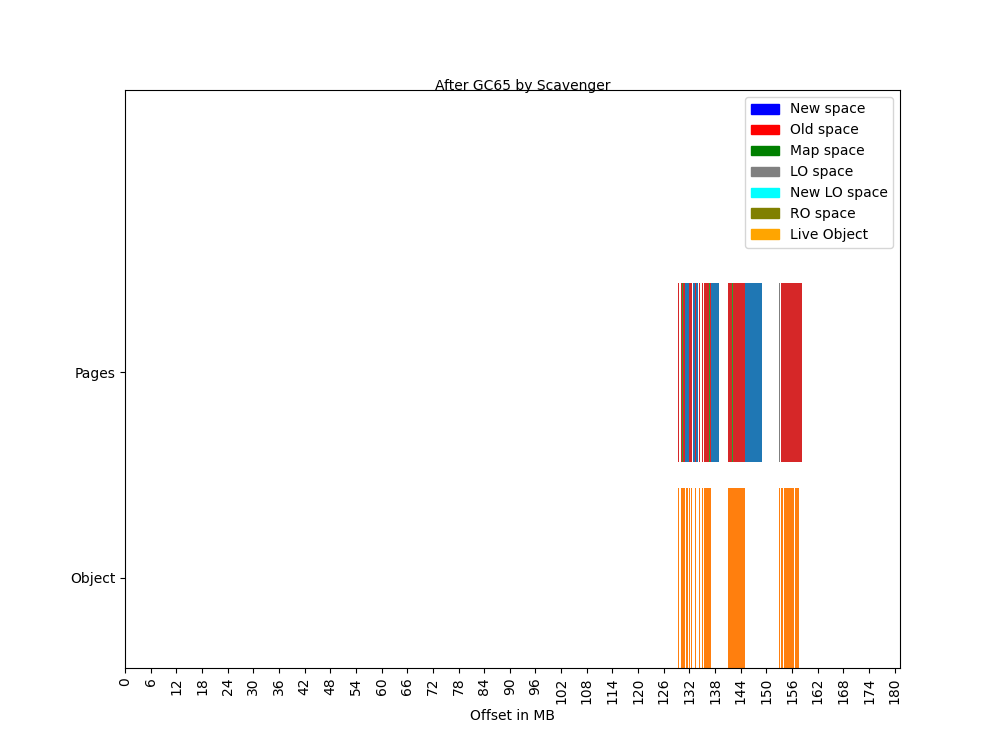 After GC65 by Scavenger
New space
Old space
Map space
LO space
New LO space
RO space
Live Object
Pages
Object
0 6 12 18 24 30 36 42 48 54 60 66 72 78 84 90 96 102 108 114 120 126 132 138 144 150 156 162 168 174 180
Offset in MB